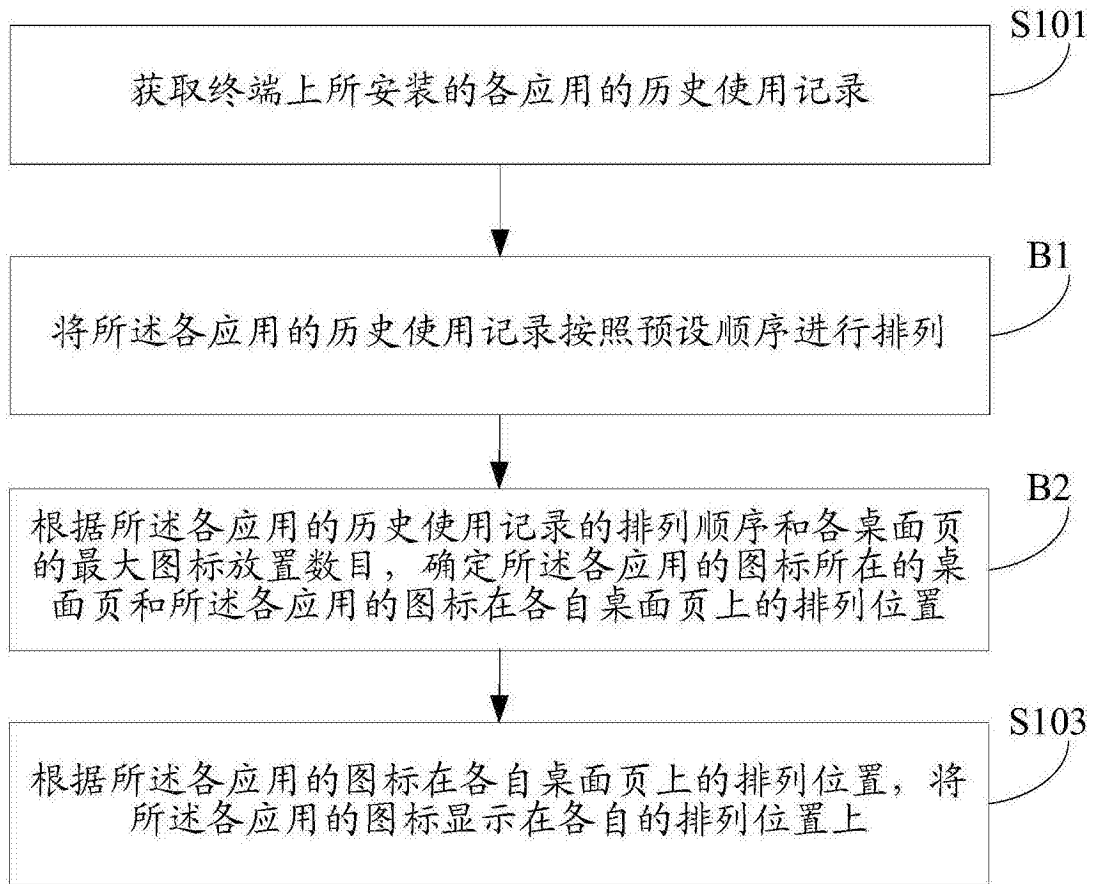 S101
获取终端上所安装的各应用的历史使用记录
B1
将所述各应用的历史使用记录按照预设顺序进行排列
B2
根据所述各应用的历史使用记录的排列顺序和各桌面页
的最大图标放置数目，确定所述各应用的图标所在的桌
面页和所述各应用的图标在各自桌面页上的排列位置
S103
根据所述各应用的图标在各自桌面页上的排列位置，将
所述各应用的图标显示在各自的排列位置上